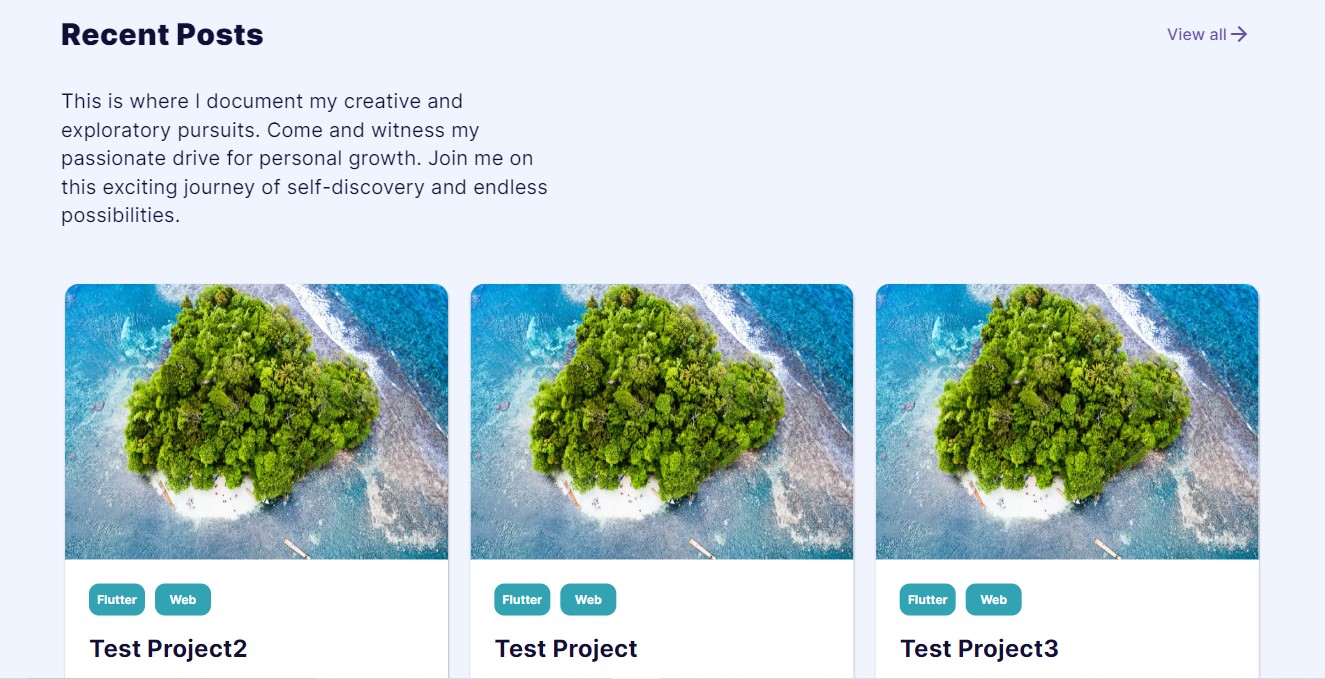 Recent Posts
View all
This is where I document my creative and
exploratory pursuits. Come and witness my
passionate drive for personal growth. Join me on
this exciting journey of self-discovery and endless
possibilities.
Flutter Web
Test Project2
Flutter Web
Test Project
Flutter Web
Test Project3